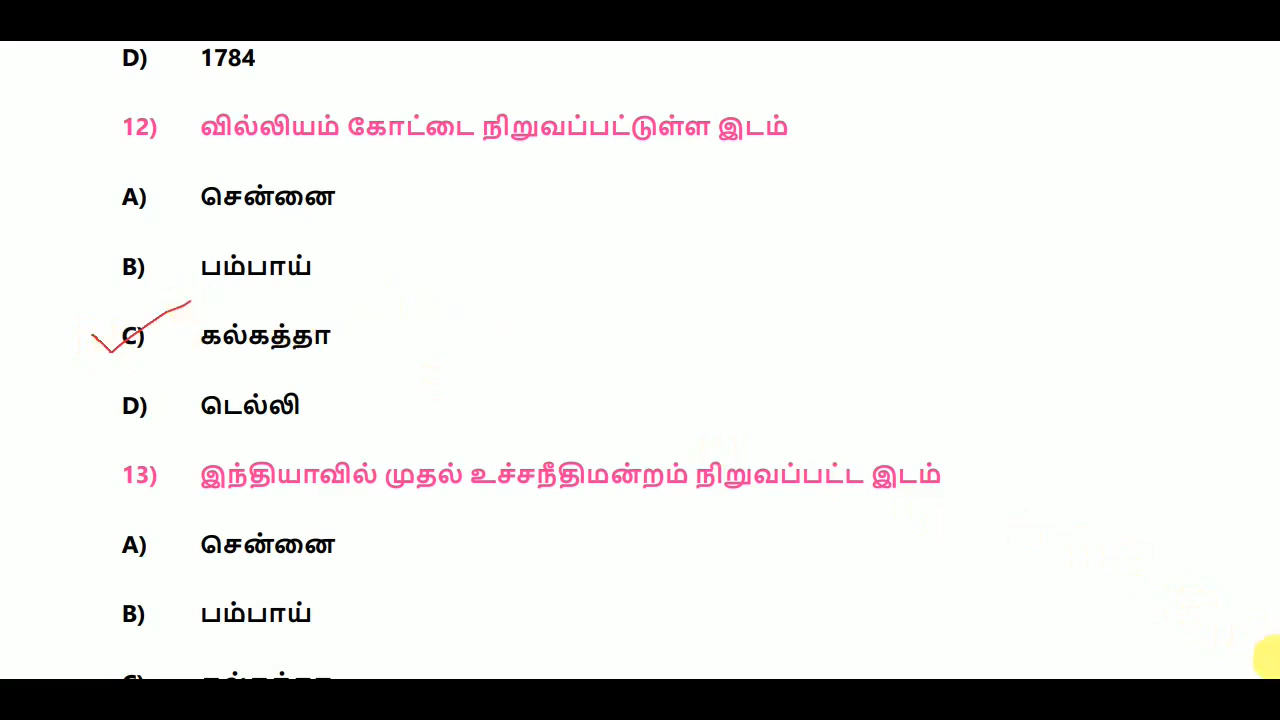 D) 1784
12) வில்லியம் கோட்டை நிறுவப்பட்டுள்ள இடம்
A) சென்னை
B) பம்பாய்
C) கல்கத்தா
D) டெல்லி
13) இந்தியாவில் முதல் உச்சநீதிமன்றம் நிறுவப்பட்ட இடம்
A) சென்னை
B) பம்பாய்